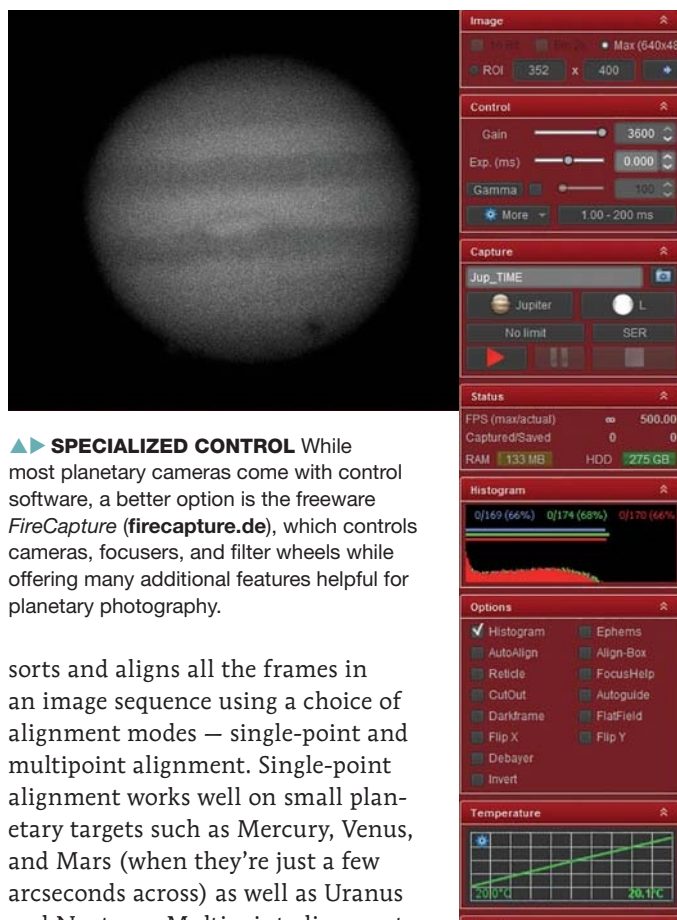 Image
16 Bit Bin 2x Max (640x48
ROI 352 x 400
Control
Gain 3600
Exp. (ms) 0.000
Gamma 100
More 1.00 - 200 ms
Capture
Jup_TIME
Jupiter L
No limit SER
Status
FPS (max/actual) ∞ 500.00
Captured/Saved 0 0
RAM 133 MB HDD 275 GB
Histogram
0/169 (66%) 0/174 (68%) 0/170 (66%
Options
Histogram Ephems
AutoAlign Align-Box
Reticle FocusHelp
CutOut Autoguide
Darkframe FlatField
Flip X Flip Y
Debayer
Invert
Temperature
20.0°C 20.1°C
SPECIALIZED CONTROL While
most planetary cameras come with control
software, a better option is the freeware
FireCapture (firecapture.de), which controls
cameras, focusers, and filter wheels while
offering many additional features helpful for
planetary photography.
sorts and aligns all the frames in
an image sequence using a choice of
alignment modes — single-point and
multipoint alignment. Single-point
alignment works well on small plan-
etary targets such as Mercury, Venus,
and Mars (when they're just a few
arcseconds across) as well as Uranus